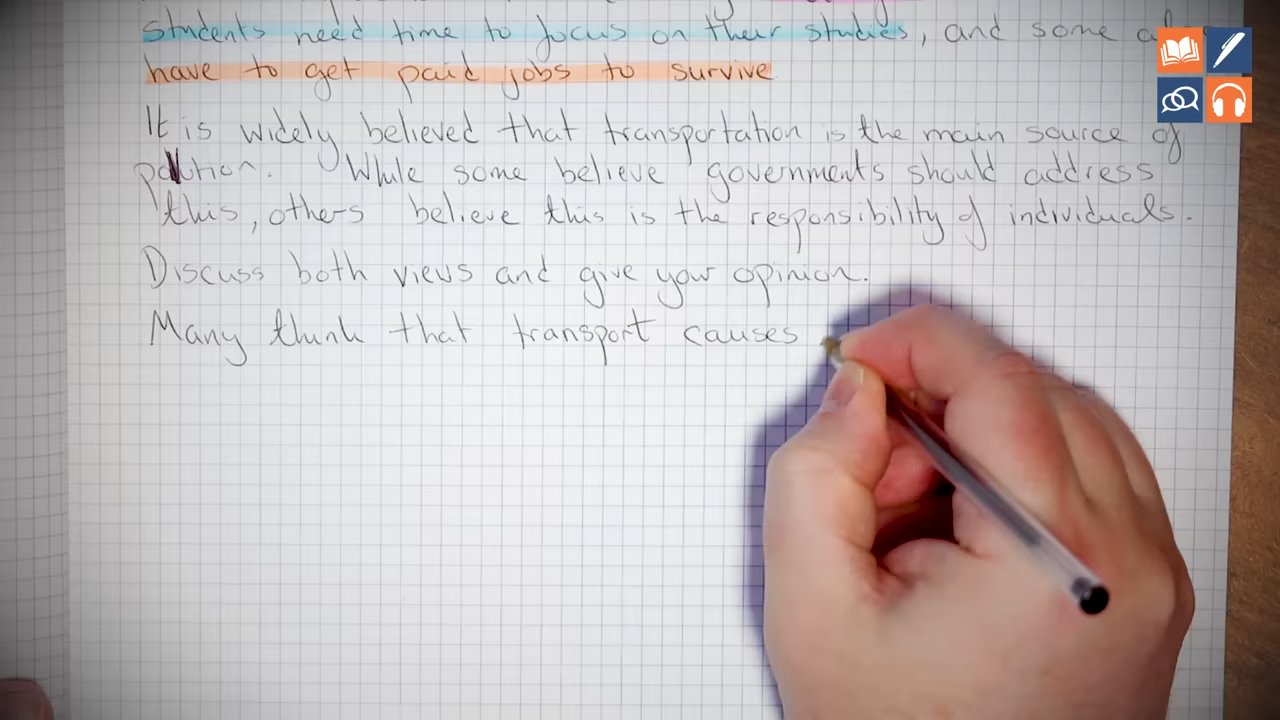 Students need time to focus on their studies, and some
have to get paid jobs to survive
It is widely believed that transportation is the main source of
pollution. While some believe governments should address
this, others believe this is the responsibility of individuals.
Discuss both views and give your opinion.
Many think that transport causes